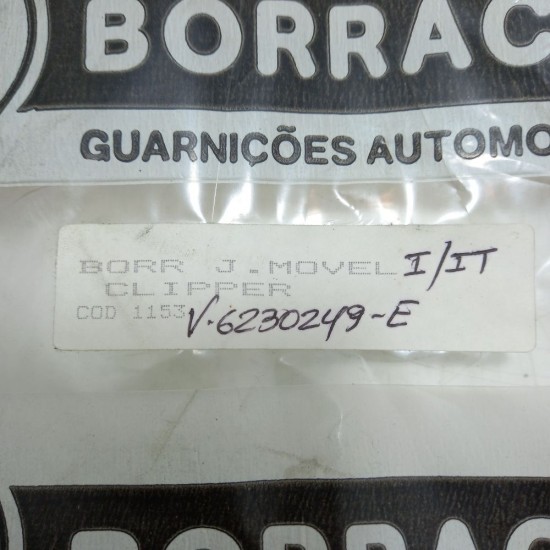 BORRAC
GUARNIÇÕES AUTOMO
BORR J.MOVEL I/IT
CLIPPER
COD 1153 V.6230249-E
BORRAC